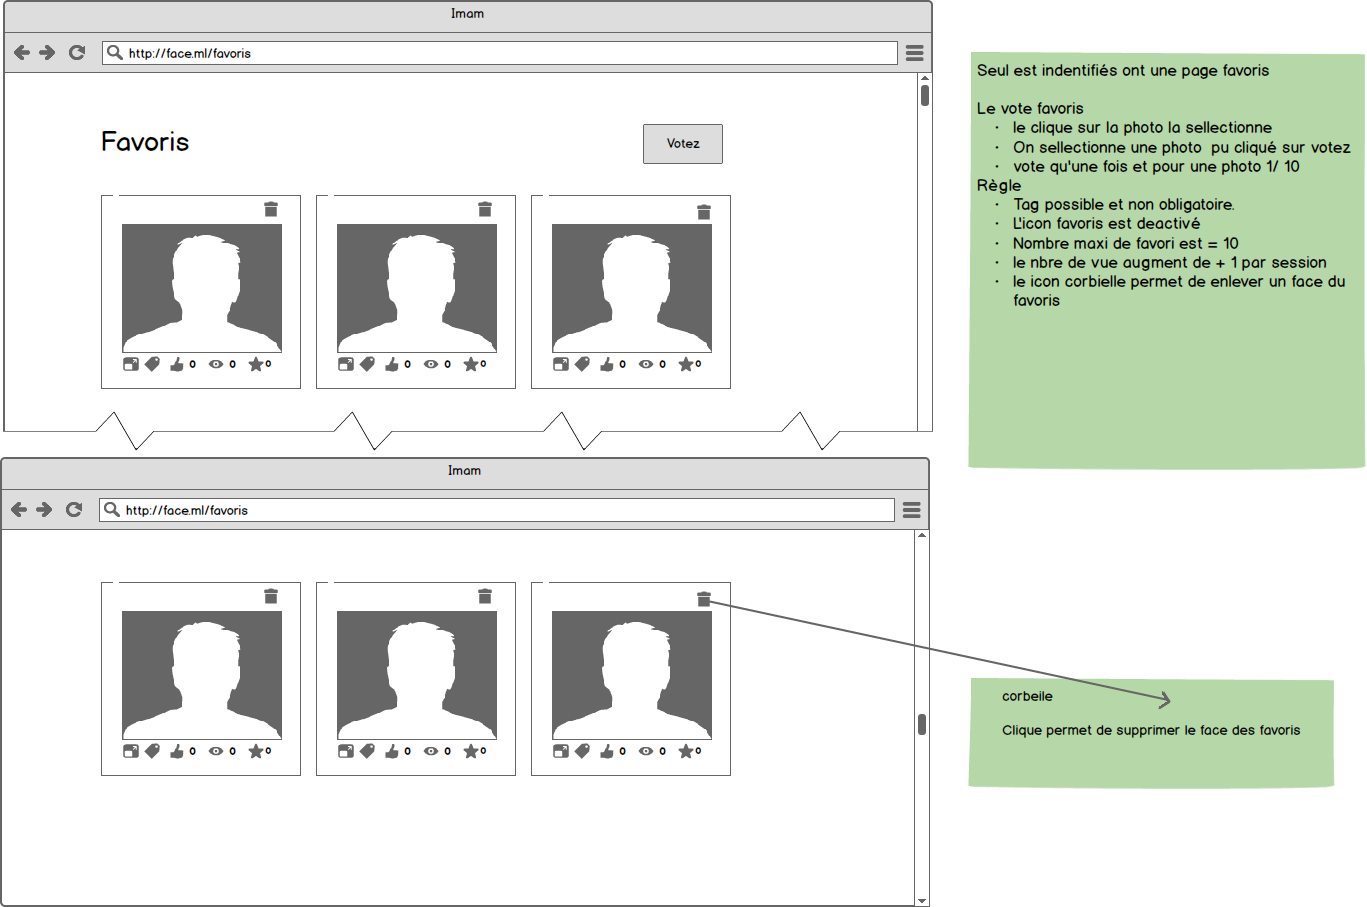 Imam
http://face.ml/favoris
Favoris
Votez
0 0 0
0 0 0
0 0 0
Seul est indentifiés ont une page favoris
Le vote favoris
· le clique sur la photo la sellectionne
· On sellectionne une photo pu cliqué sur votez
· vote qu'une fois et pour une photo 1/ 10
Règle
· Tag possible et non obligatoire.
· L'icon favoris est deactivé
· Nombre maxi de favori est = 10
· le nbre de vue augment de + 1 par session
· le icon corbielle permet de enlever un face du
favoris
Imam
http://face.ml/favoris
0 0 0
0 0 0
0 0 0
corbeile
Clique permet de supprimer le face des favoris